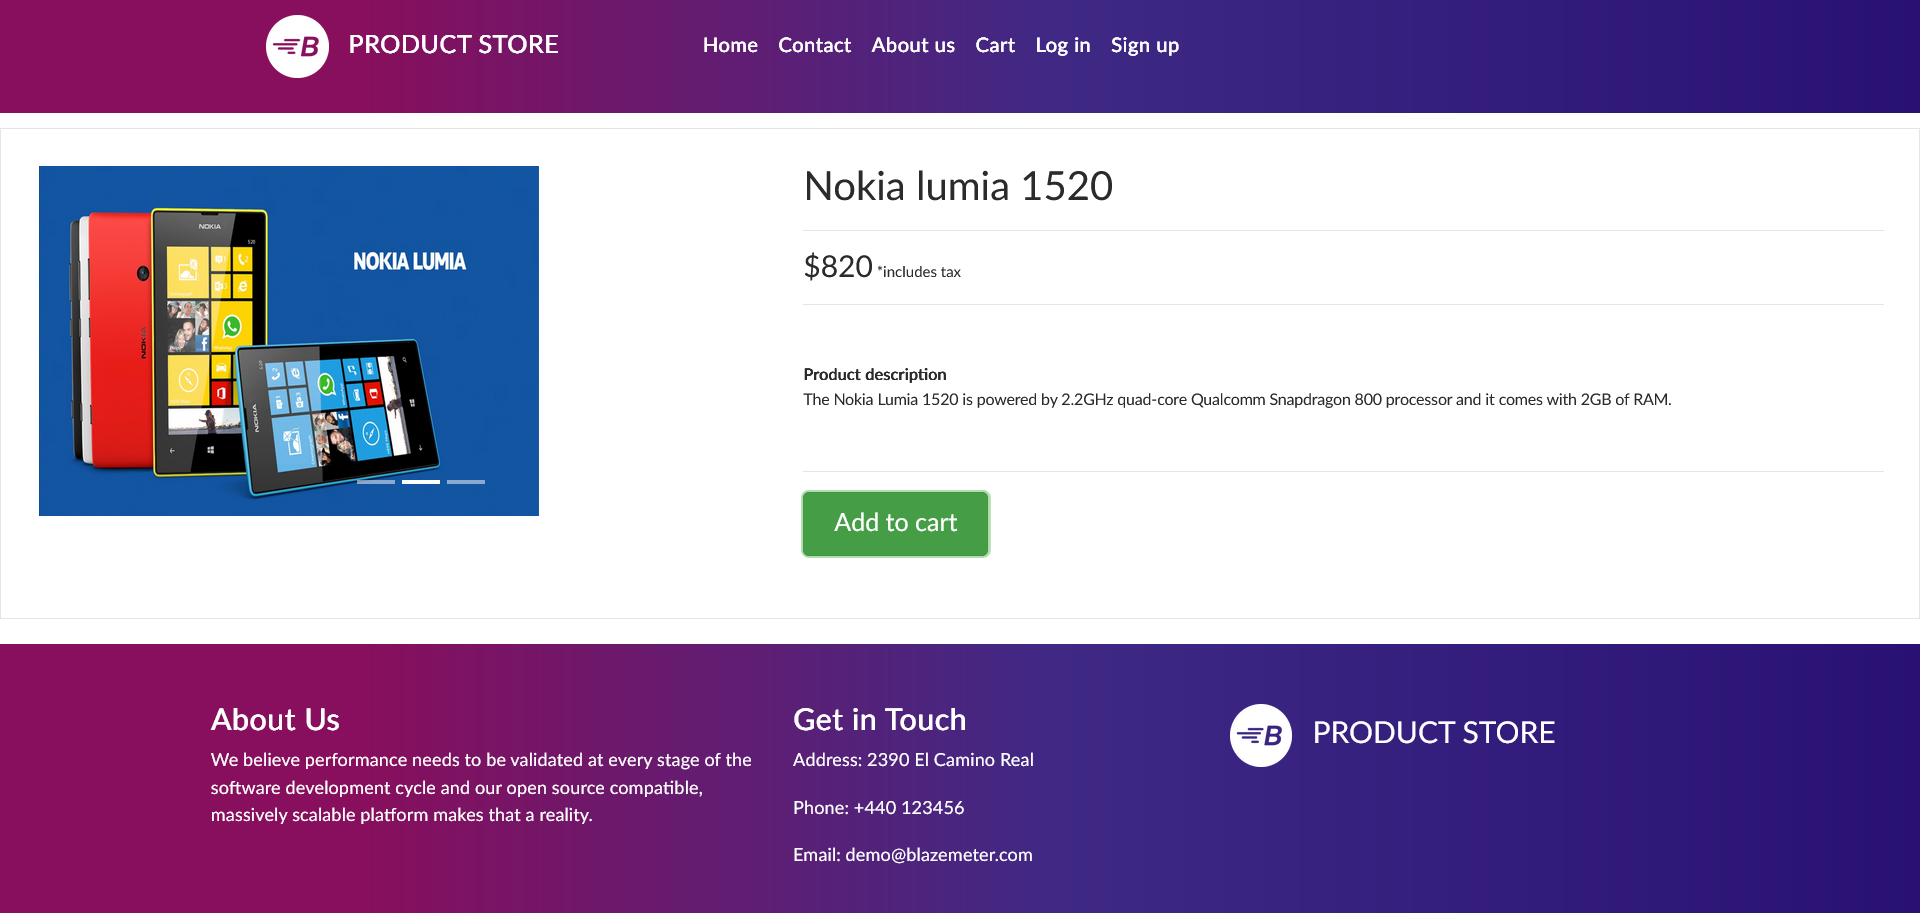 PRODUCT STORE
Home Contact About us Cart Log in Sign up
NOKIA LUMIA
NOKIA
NOKIA
NOKIA
Nokia lumia 1520
$820 *includes tax
Product description
The Nokia Lumia 1520 is powered by 2.2GHz quad-core Qualcomm Snapdragon 800 processor and it comes with 2GB of RAM.
Add to cart
About Us
We believe performance needs to be validated at every stage of the
software development cycle and our open source compatible,
massively scalable platform makes that a reality.
Get in Touch
Address: 2390 El Camino Real
Phone: +440 123456
Email: demo@blazemeter.com
PRODUCT STORE